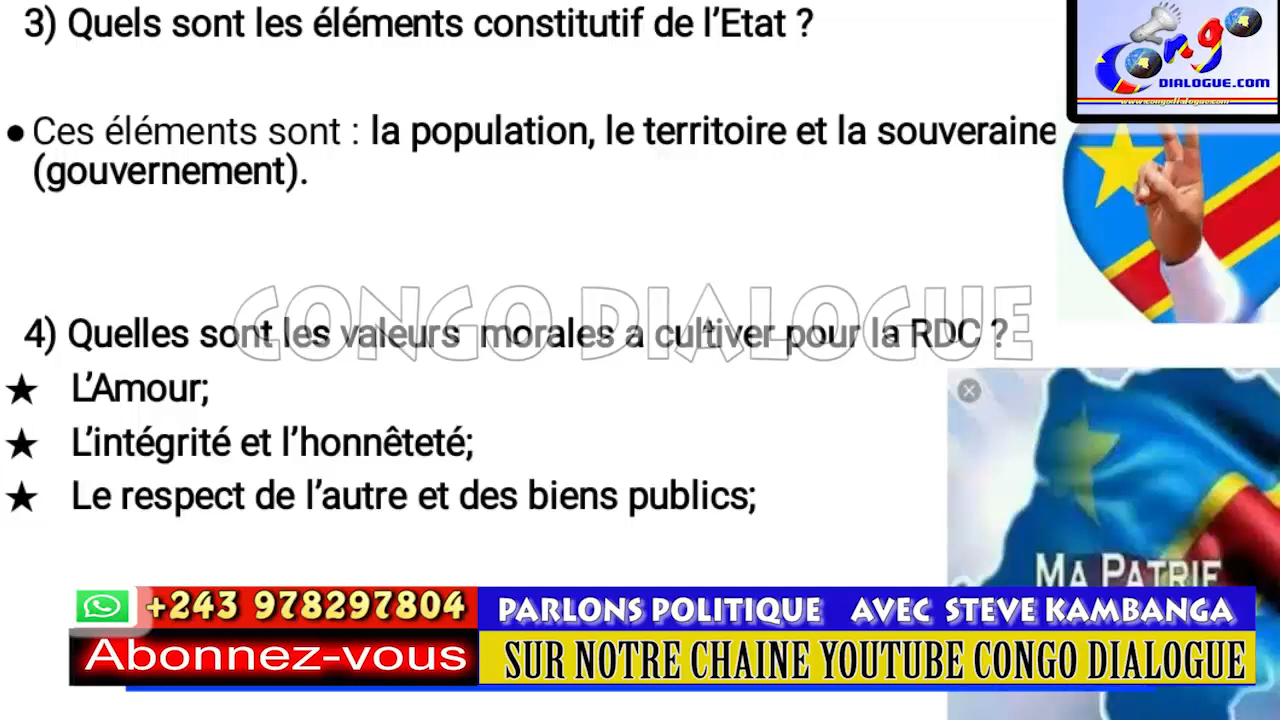 3) Quels sont les éléments constitutif de l'Etat ?
DIALOGUE.COM
● Ces éléments sont : la population, le territoire et la souveraine
(gouvernement).
CONGO DIALOGUE
4) Quelles sont les valeurs morales a cultiver pour la RDC ?
★ L'Amour;
★ L'intégrité et l'honnêteté;
★ Le respect de l'autre et des biens publics;
MA PATRIE
+243 978297804
PARLONS POLITIQUE AVEC STEVE KAMBANGA
Abonnez-vous
SUR NOTRE CHAINE YOUTUBE CONGO DIALOGUE